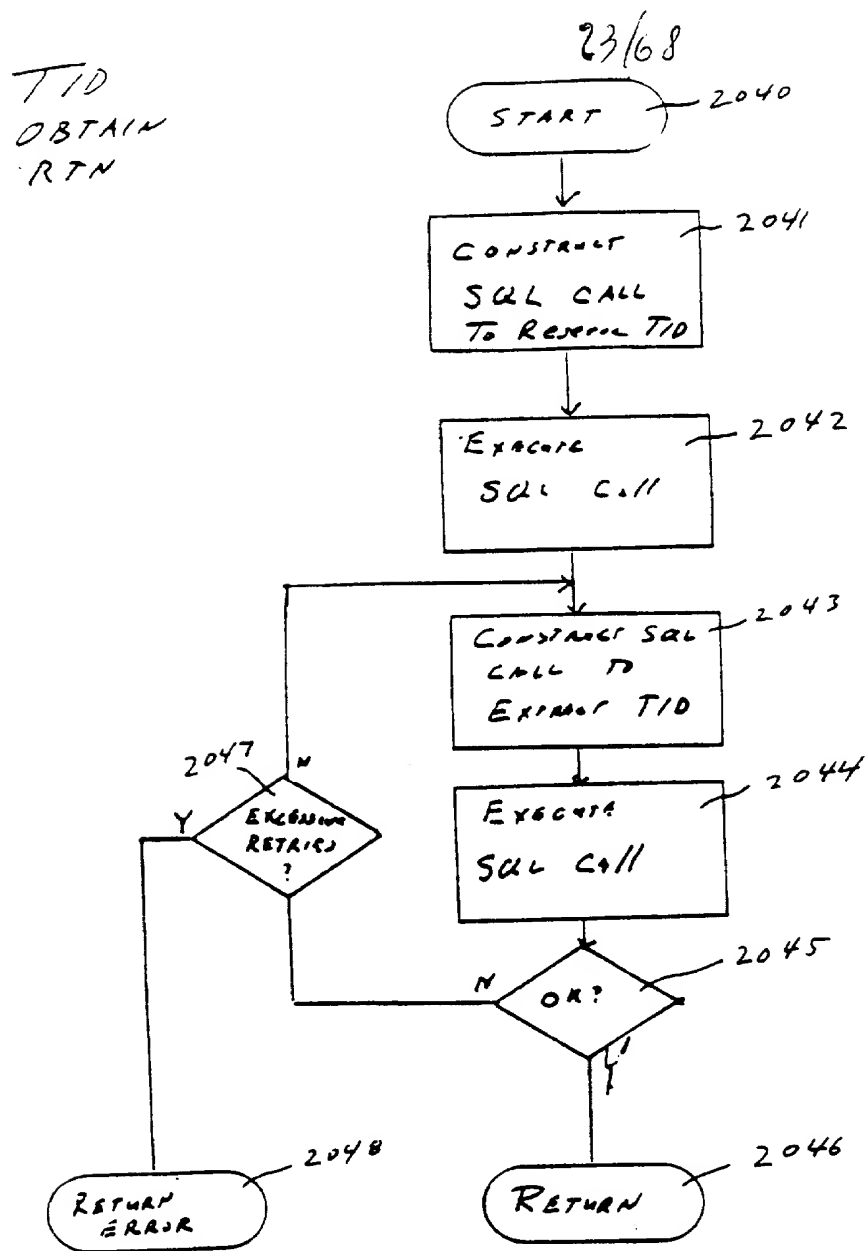 23/68
TID
OBTAIN
RTN
START
2040
2041
CONSTRUCT
SQL CALL
To Reserve TID
2042
EXECUTE
SQL Call
2043
CONSTRUCT SQL
CALL TO
EXTRACT TID
2044
EXECUTE
SQL Call
2045
OK?
N
Y
2047
EXCESSIVE
RETRIES
?
N
Y
2048
RETURN
ERROR
2046
RETURN